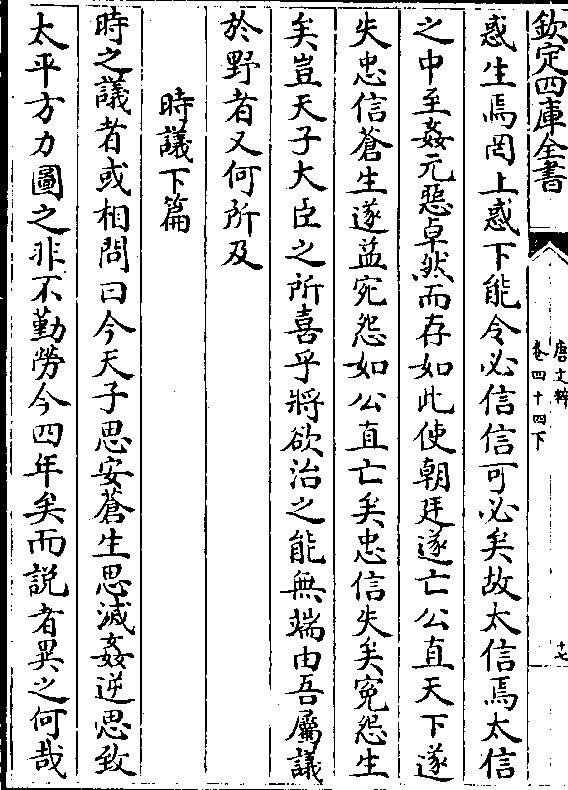 欽定四庫全書
唐文粹
卷四十四下
十七
惑生焉罔上惑下能令必信信可必矣故太信焉太信
之中至姦元惡卓然而存如此使朝廷遂亡公直天下遂
失忠信蒼生遂益寃怨如公直亡矣忠信失矣寃怨生
矣豈天子大臣之所喜乎將欲治之能無端由吾屬議
於野者又何所及
時議下篇
時之議者或相問曰今天子思安蒼生思滅姦逆思致
太平方力圖之非不勤勞今四年矣而説者異之何哉